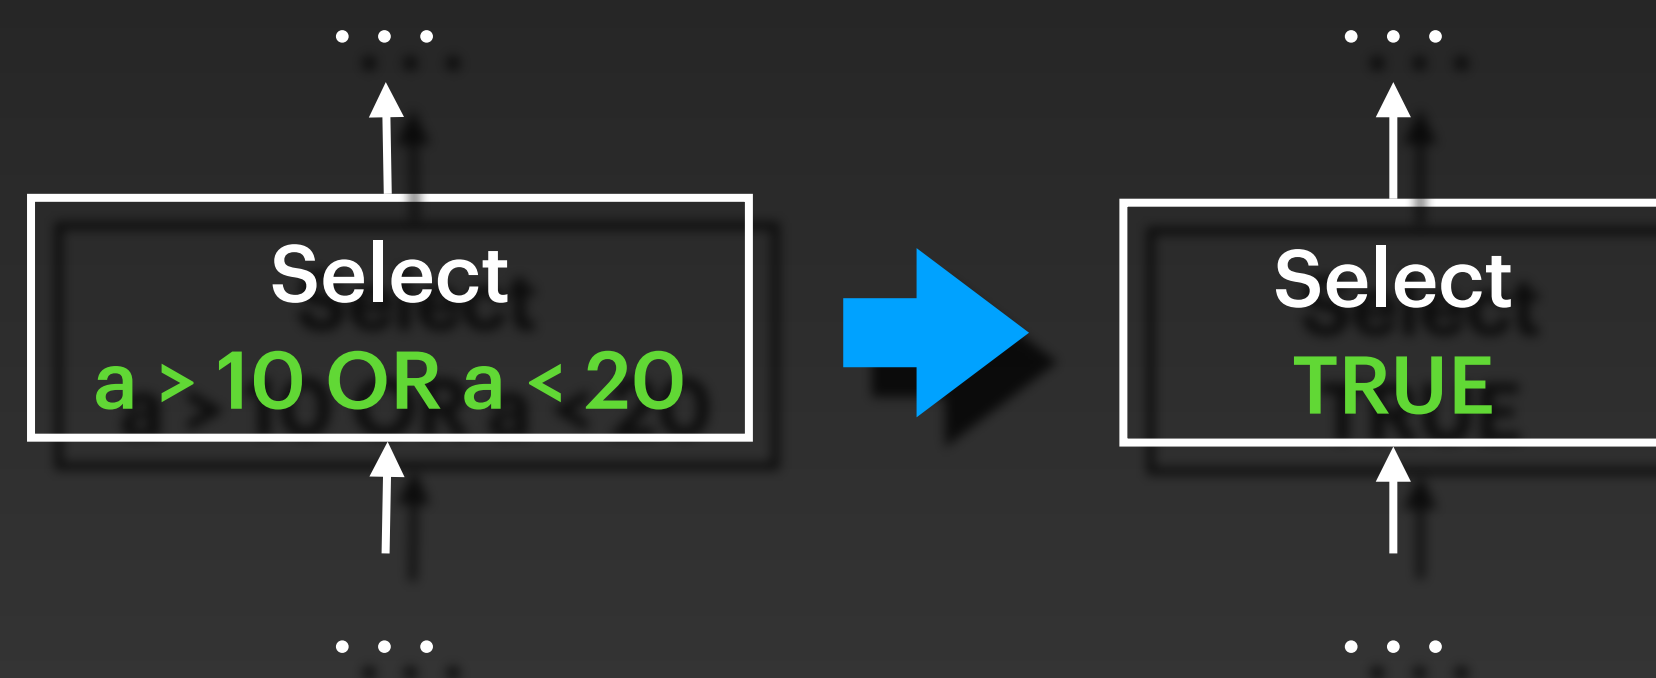 • • •
Select
a > 10 OR a < 20
• • •
• • •
Select
TRUE
• • •